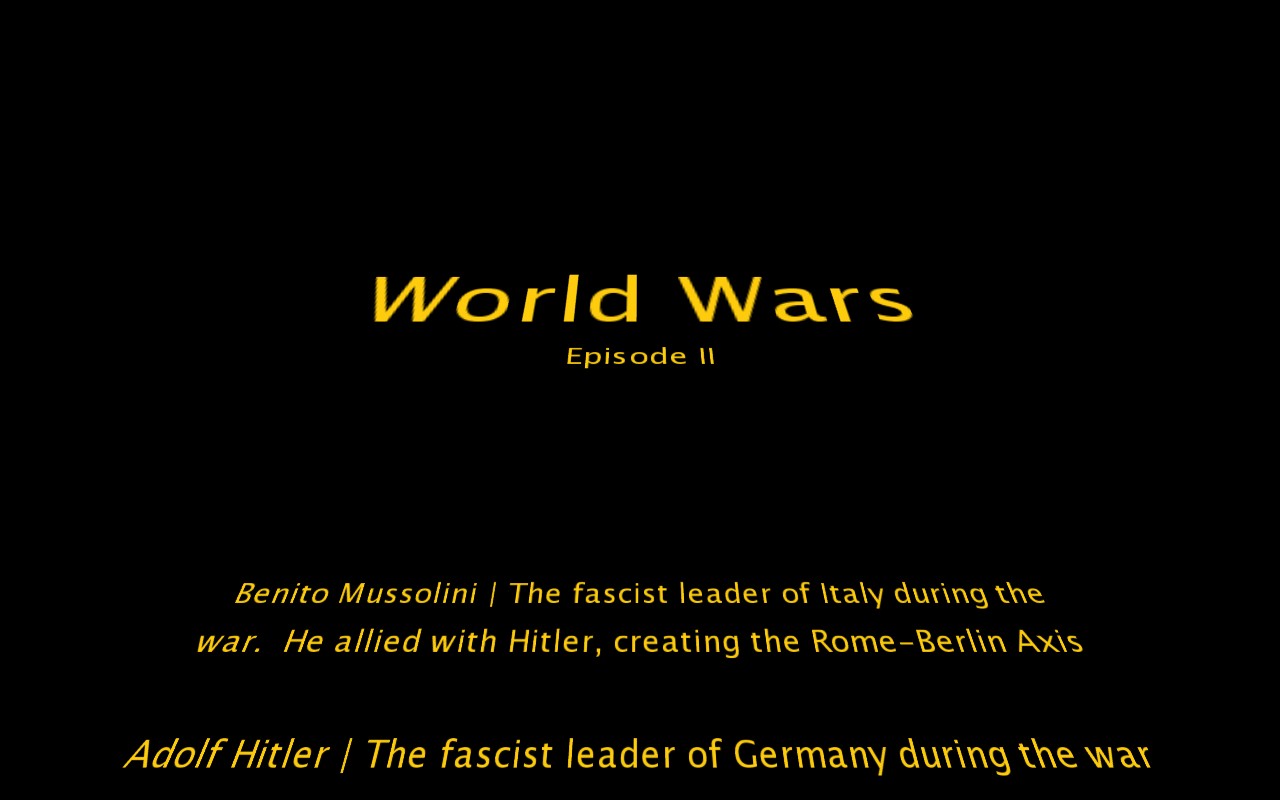 World Wars
Episode II
Benito Mussolini | The fascist leader of Italy during the
war.  He allied with Hitler, creating the Rome-Berlin Axis
Adolf Hitler | The fascist leader of Germany during the war